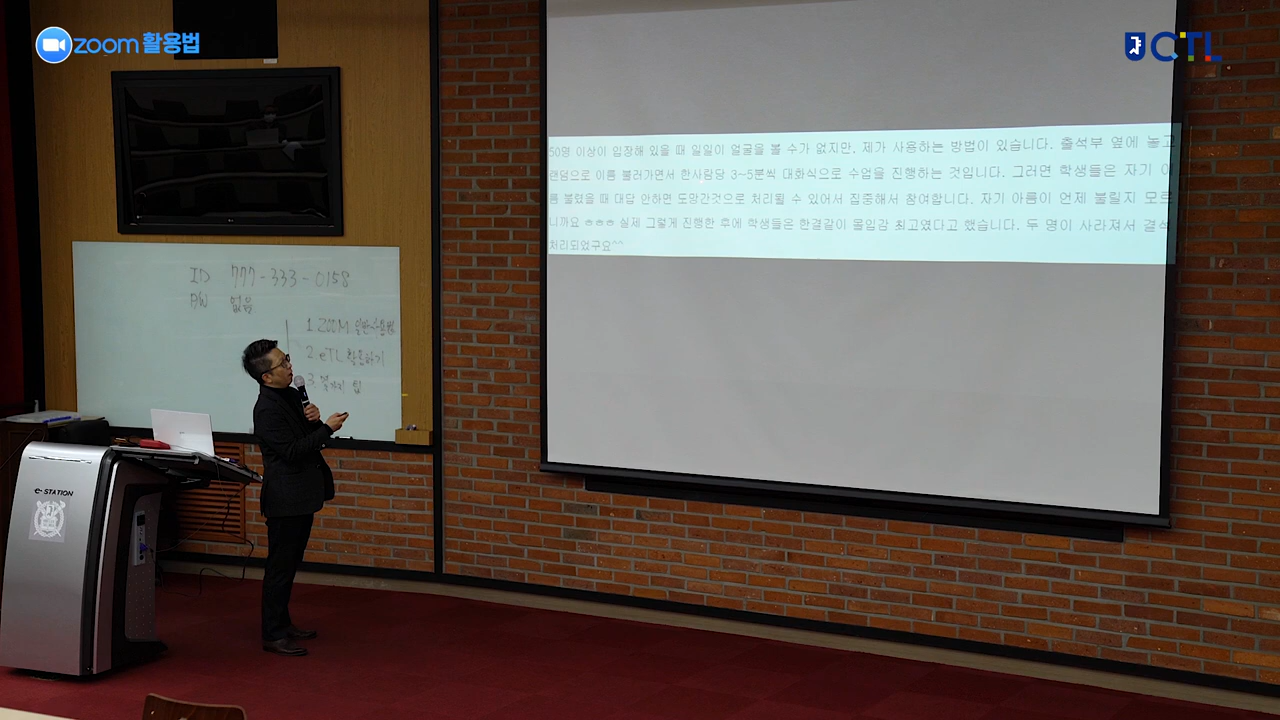 zoom 활용법
CTL
50명 이상이 입장해 있을 때 일일이 얼굴을 볼 수가 없지만, 제가 사용하는 방법이 있습니다. 출석부 옆에 놓고
랜덤으로 이름 불러가면서 한사람당 3~5분씩 대화식으로 수업을 진행하는 것입니다. 그러면 학생들은 자기 이
름 불렸을 때 대답 안하면 도망간것으로 처리될 수 있어서 집중해서 참여합니다. 자기 아름이 언제 불릴지 모르
니까요 ㅎㅎㅎ 실제 그렇게 진행한 후에 학생들은 한결같이 몰입감 최고였다고 했습니다. 두 명이 사라져서 결석
처리되었구요^^
ID 777-333-0158
P/W 없음
1. ZOOM 일반사용법
2. eTL 활용하기
3. 몇가지 팁
e-STATION
LG